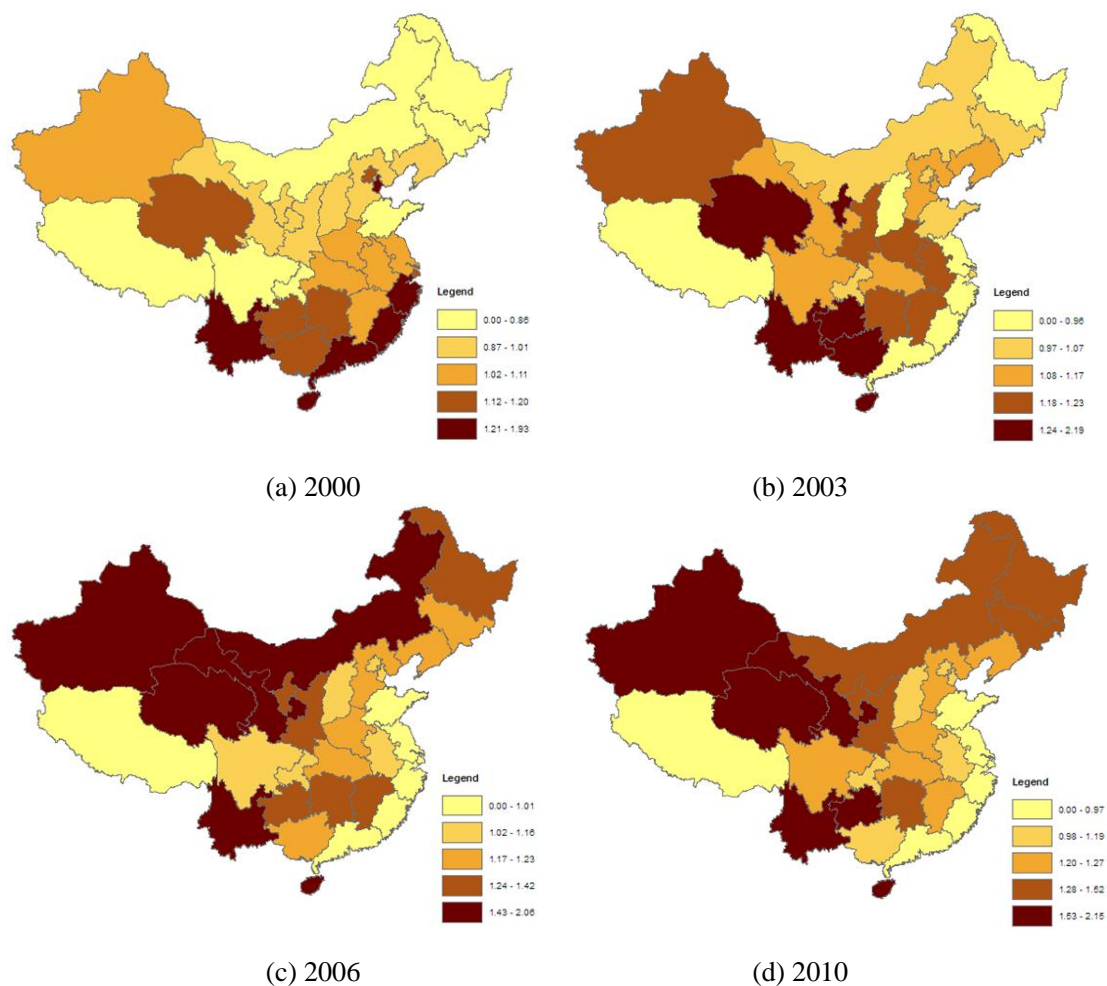 Legend
0.00 - 0.86
0.87 - 1.01
1.02 - 1.11
1.12 - 1.20
1.21 - 1.93
(a) 2000
Legend
0.00 - 0.96
0.97 - 1.07
1.08 - 1.17
1.18 - 1.23
1.24 - 2.19
(b) 2003
Legend
0.00 - 1.01
1.02 - 1.16
1.17 - 1.23
1.24 - 1.42
1.43 - 2.06
(c) 2006
Legend
0.00 - 0.97
0.98 - 1.19
1.20 - 1.27
1.28 - 1.52
1.53 - 2.15
(d) 2010